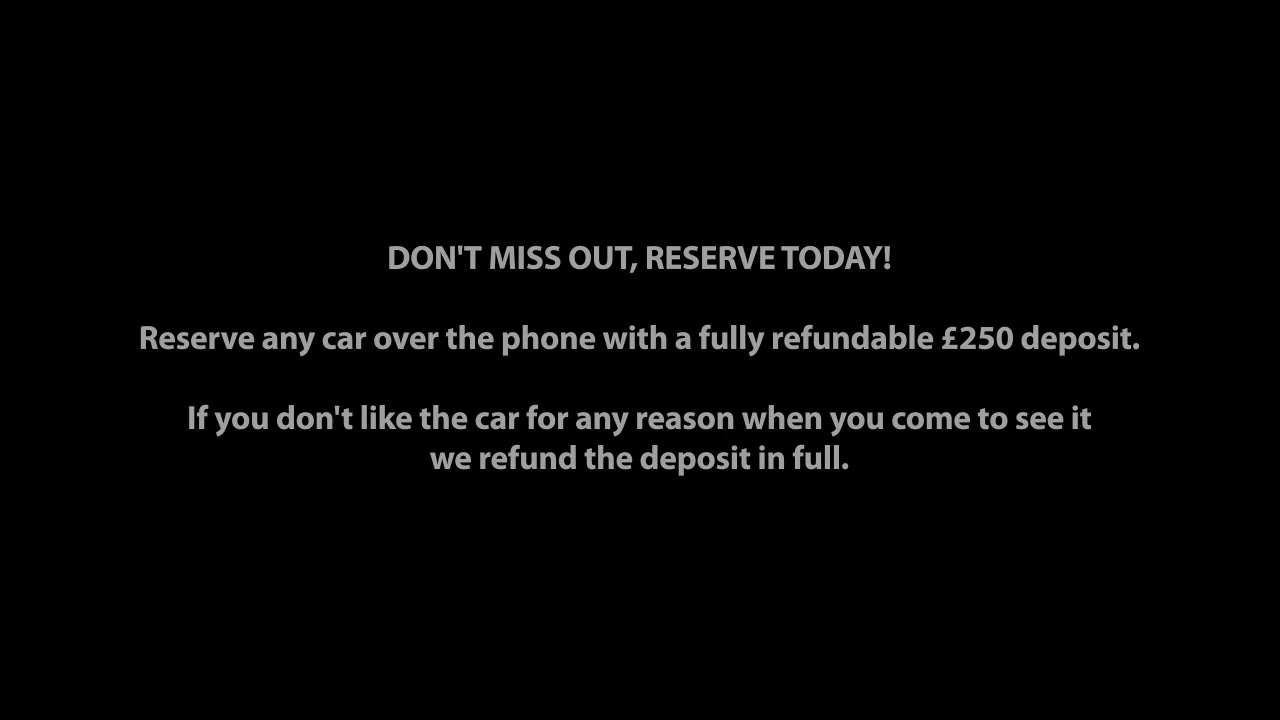 DON'T MISS OUT, RESERVE TODAY!
Reserve any car over the phone with a fully refundable £250 deposit.
If you don't like the car for any reason when you come to see it
we refund the deposit in full.